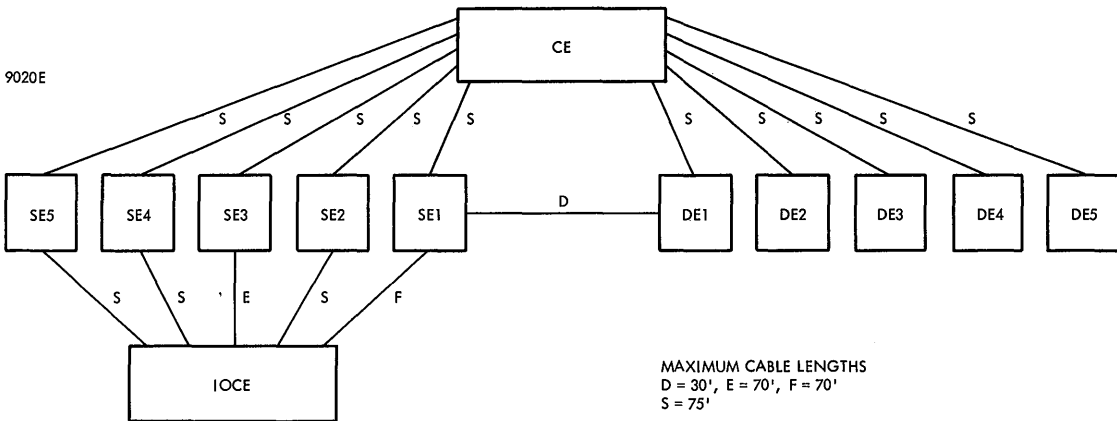 CE
9020E
S S S S S S S S S S
SE5 SE4 SE3 SE2 SE1 D DE1 DE2 DE3 DE4 DE5
S S ' E S F
IOCE
MAXIMUM CABLE LENGTHS
D = 30', E = 70', F = 70'
S = 75'